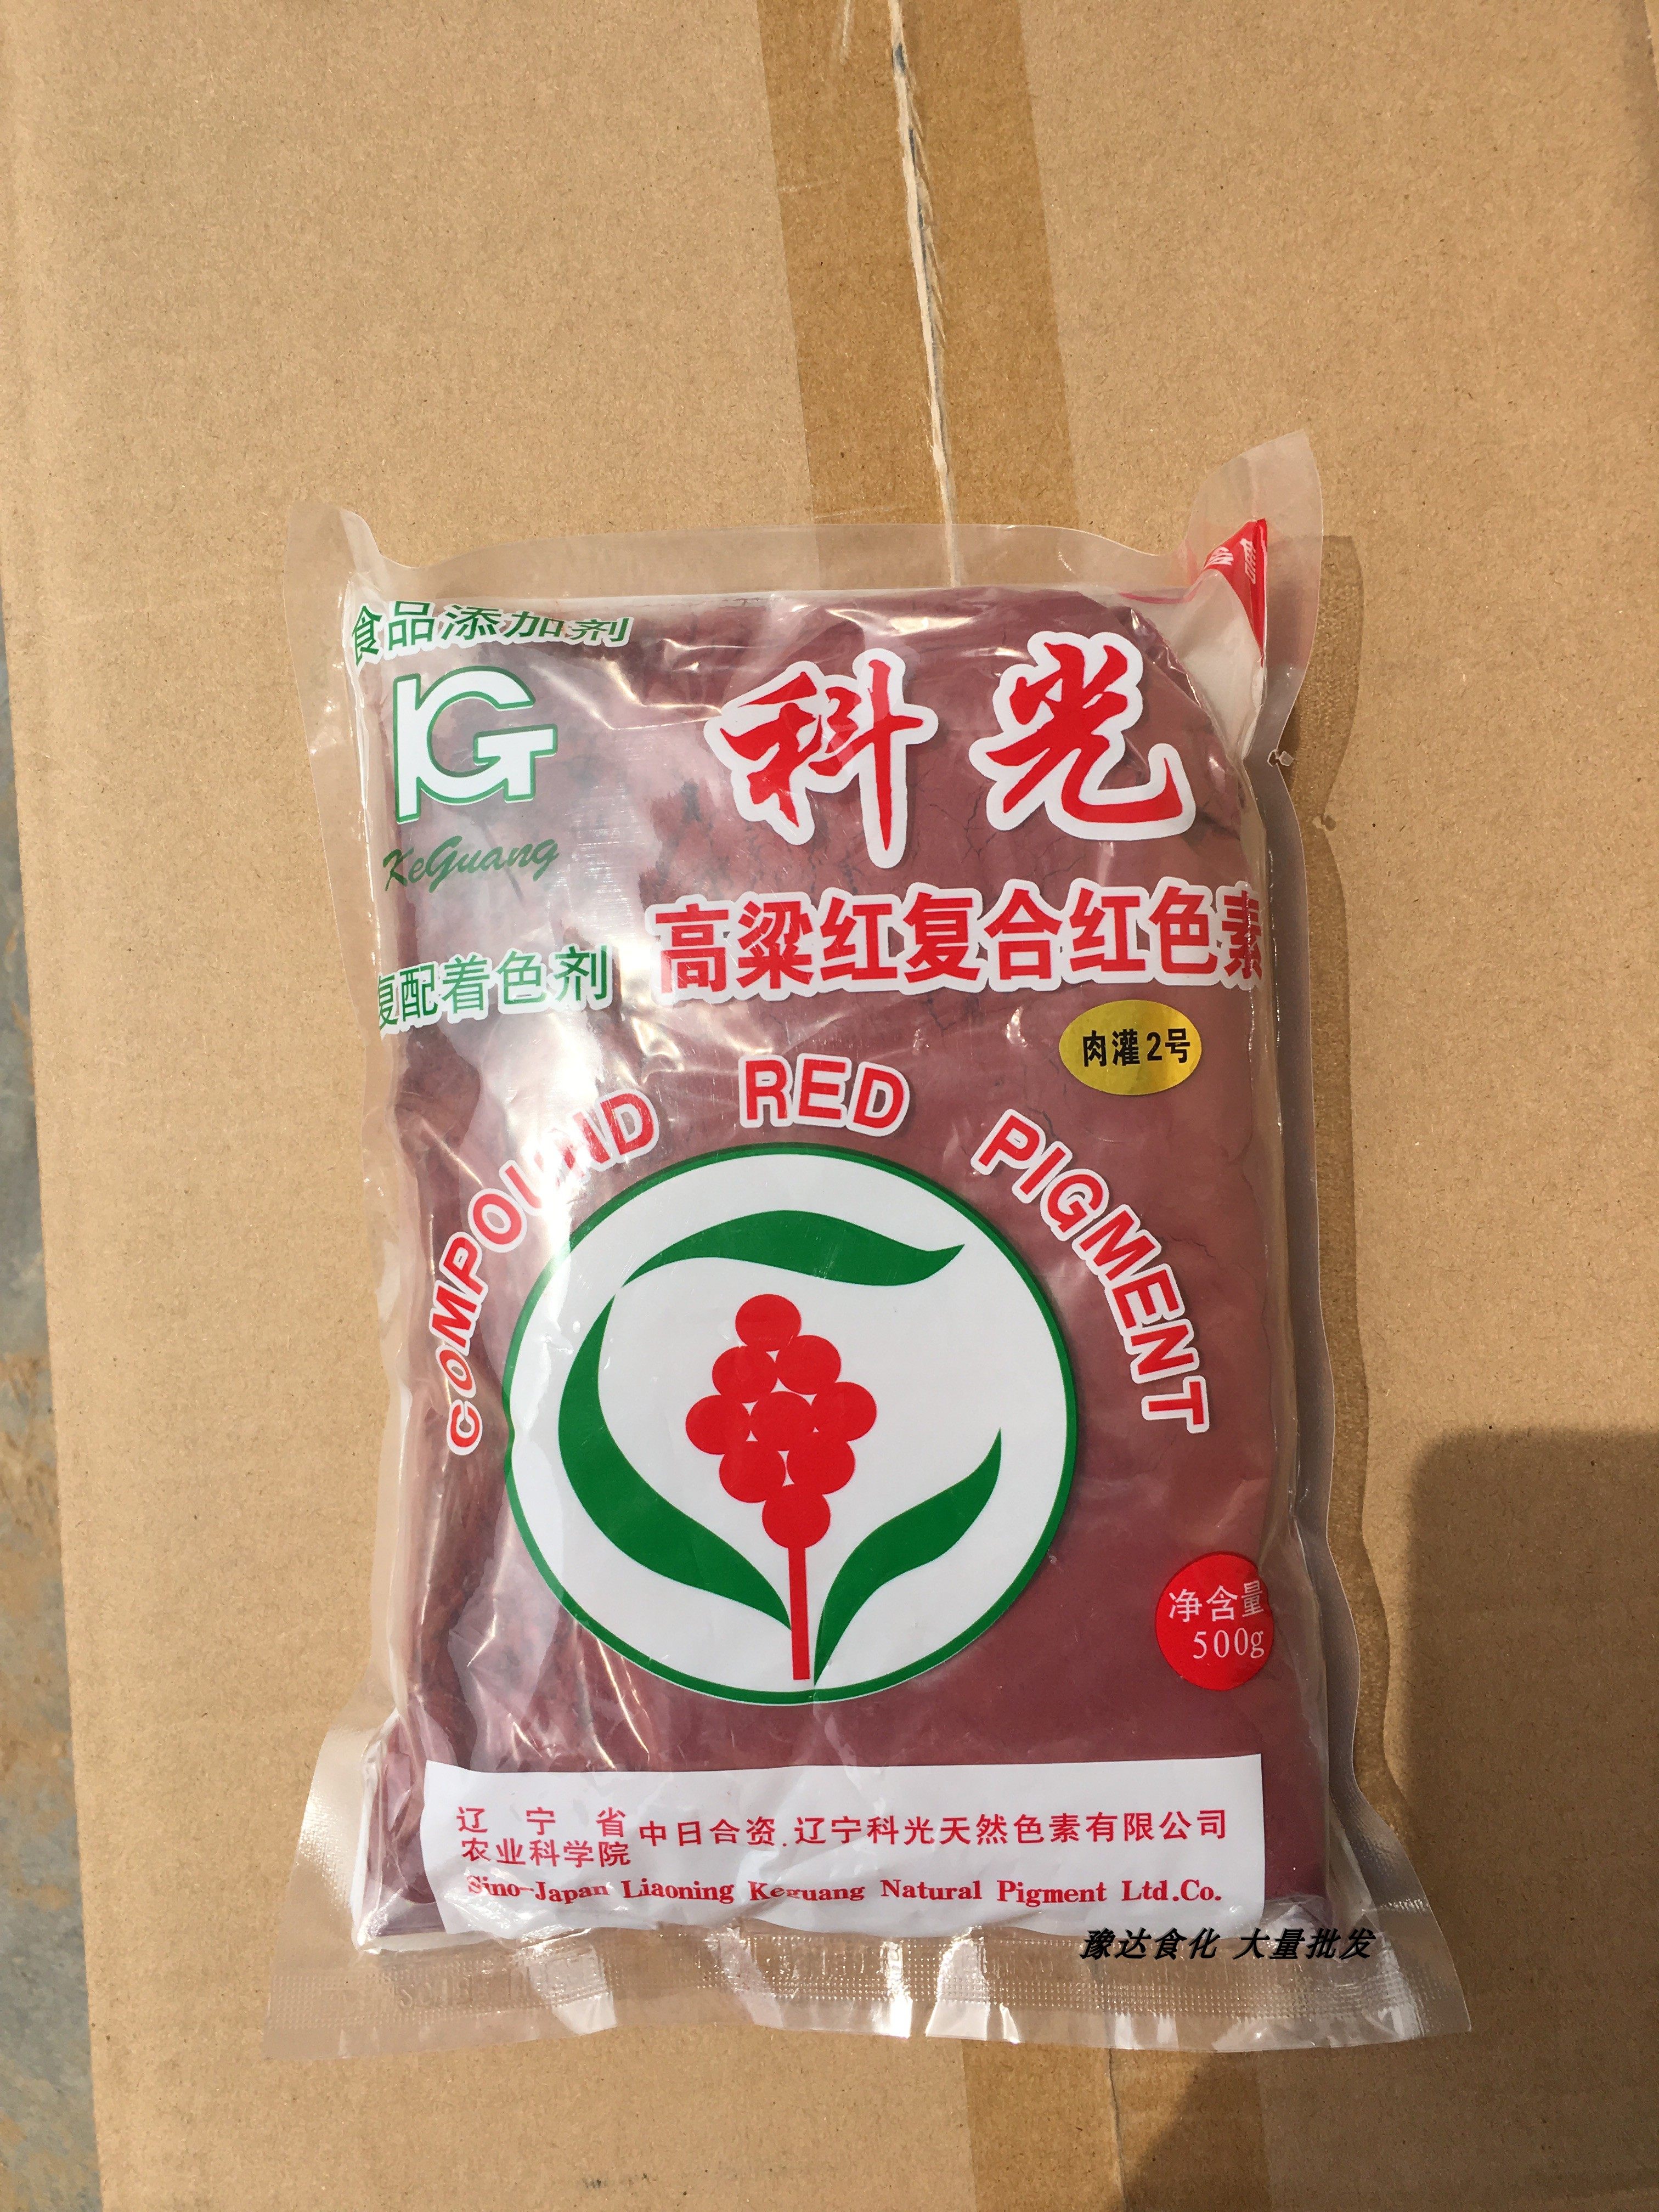 食品添加剂
KG
KeGuang
科光
高粱红复合红色素
复配着色剂
肉灌2号
COMPOUND RED PIGMENT
净含量
500g
辽宁省
农业科学院
中日合资.辽宁科光天然色素有限公司
Sino-Japan Liaoning Keguang Natural Pigment Ltd.Co.
豫达食化 大量批发